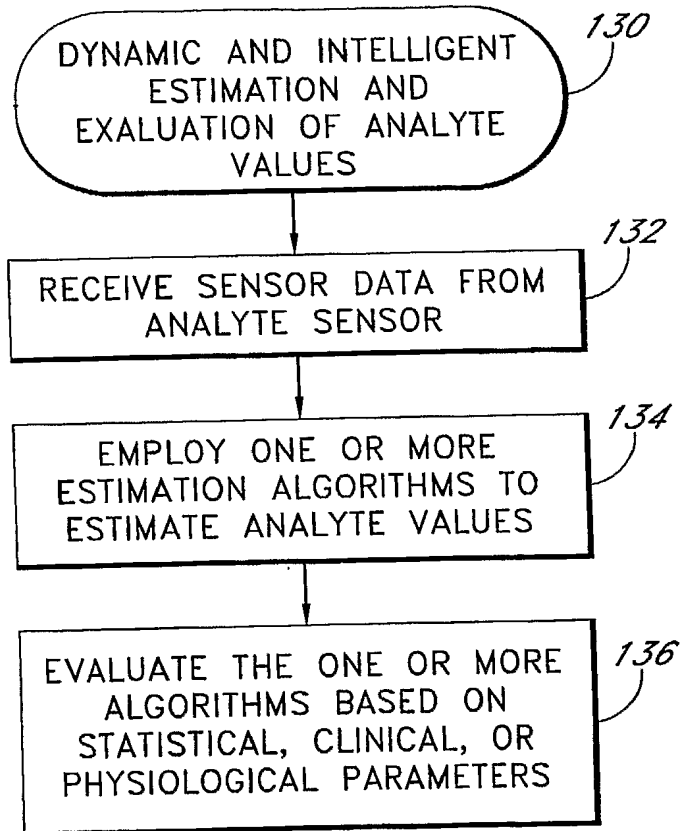 DYNAMIC AND INTELLIGENT
ESTIMATION AND
EXALUATION OF ANALYTE
VALUES
130
RECEIVE SENSOR DATA FROM
ANALYTE SENSOR
132
EMPLOY ONE OR MORE
ESTIMATION ALGORITHMS TO
ESTIMATE ANALYTE VALUES
134
EVALUATE THE ONE OR MORE
ALGORITHMS BASED ON
STATISTICAL, CLINICAL, OR
PHYSIOLOGICAL PARAMETERS
136